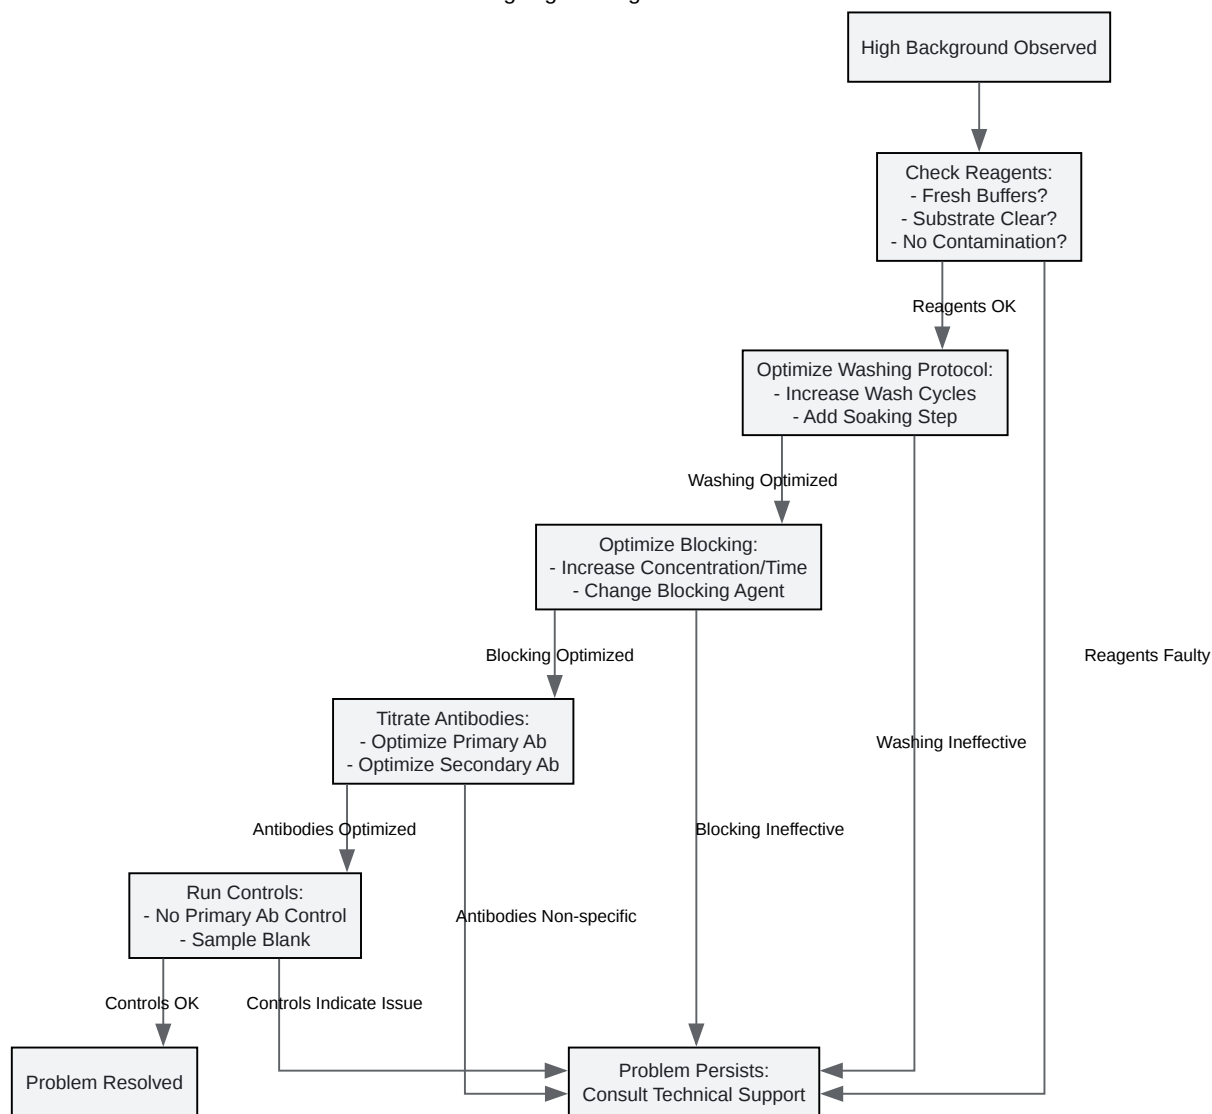 High Background Observed
Check Reagents:
- Fresh Buffers?
- Substrate Clear?
- No Contamination?
Reagents OK
Optimize Washing Protocol:
- Increase Wash Cycles
- Add Soaking Step
Washing Optimized
Optimize Blocking:
- Increase Concentration/Time
- Change Blocking Agent
Blocking Optimized
Reagents Faulty
Titrate Antibodies:
- Optimize Primary Ab
- Optimize Secondary Ab
Washing Ineffective
Antibodies Optimized
Blocking Ineffective
Run Controls:
- No Primary Ab Control
- Sample Blank
Antibodies Non-specific
Controls OK
Controls Indicate Issue
Problem Resolved
Problem Persists:
Consult Technical Support